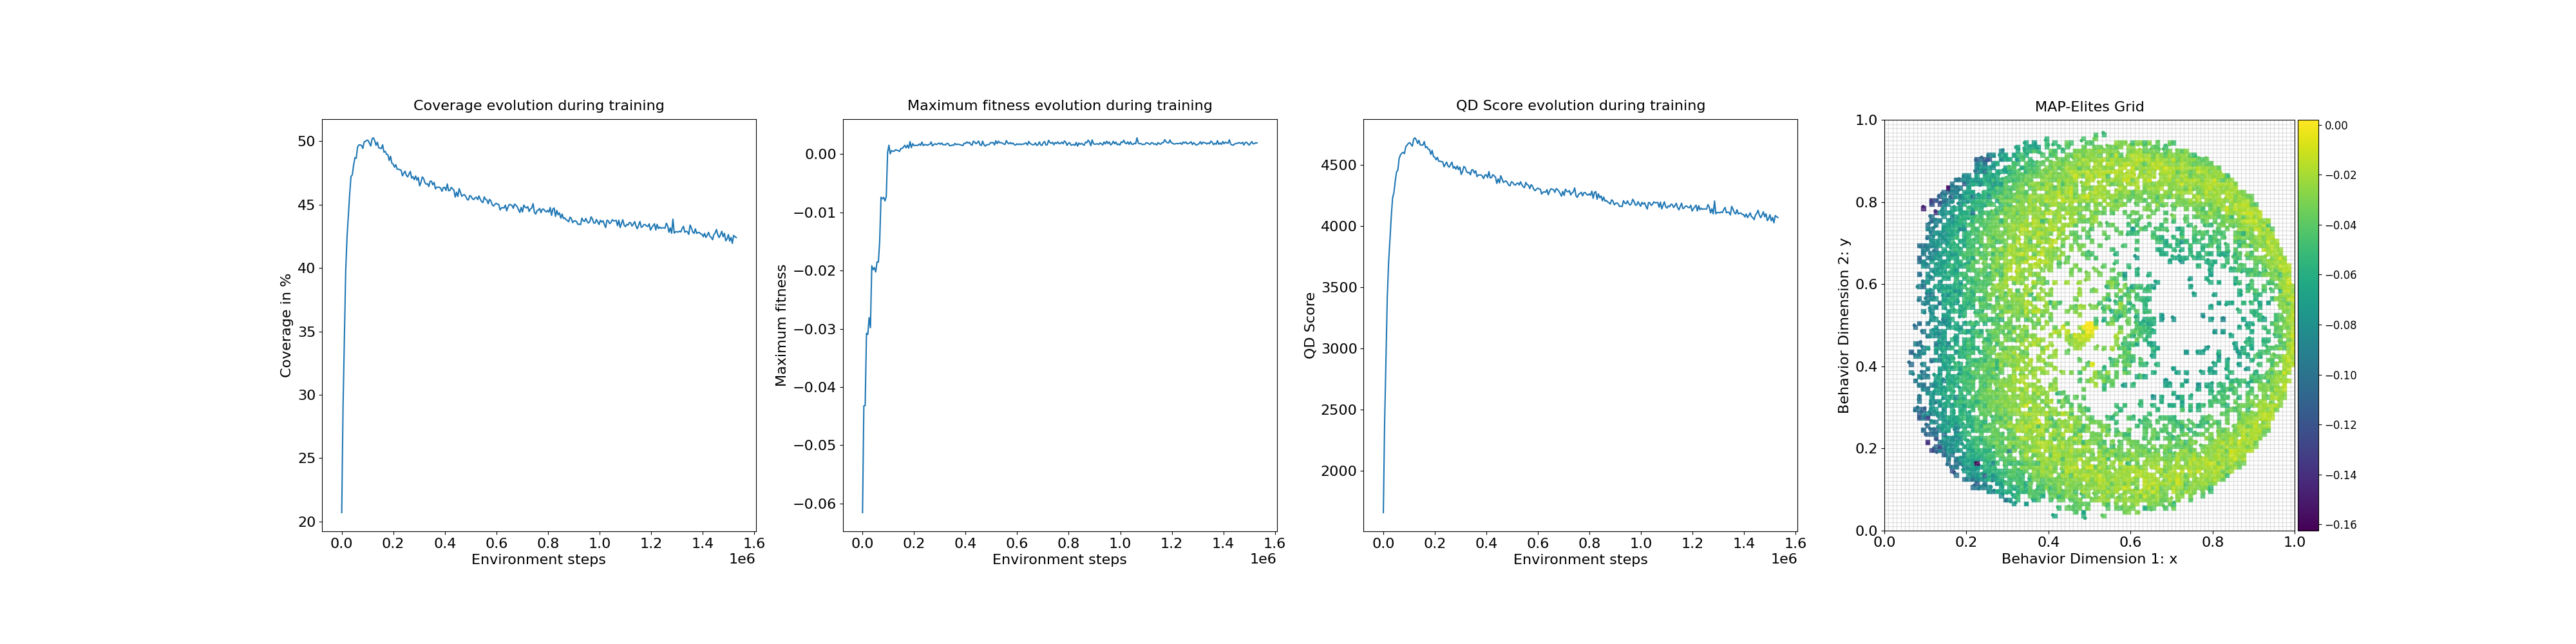 Coverage evolution during training
Coverage in %
50
45
40
35
30
25
20
0.0 0.2 0.4 0.6 0.8 1.0 1.2 1.4 1.6
1e6
Environment steps
Maximum fitness evolution during training
Maximum fitness
0.00
−0.01
−0.02
−0.03
−0.04
−0.05
−0.06
0.0 0.2 0.4 0.6 0.8 1.0 1.2 1.4 1.6
1e6
Environment steps
QD Score evolution during training
QD Score
4500
4000
3500
3000
2500
2000
0.0 0.2 0.4 0.6 0.8 1.0 1.2 1.4 1.6
1e6
Environment steps
MAP-Elites Grid
Behavior Dimension 2: y
1.0
0.8
0.6
0.4
0.2
0.0
0.0 0.2 0.4 0.6 0.8 1.0
Behavior Dimension 1: x
0.00
−0.02
−0.04
−0.06
−0.08
−0.10
−0.12
−0.14
−0.16